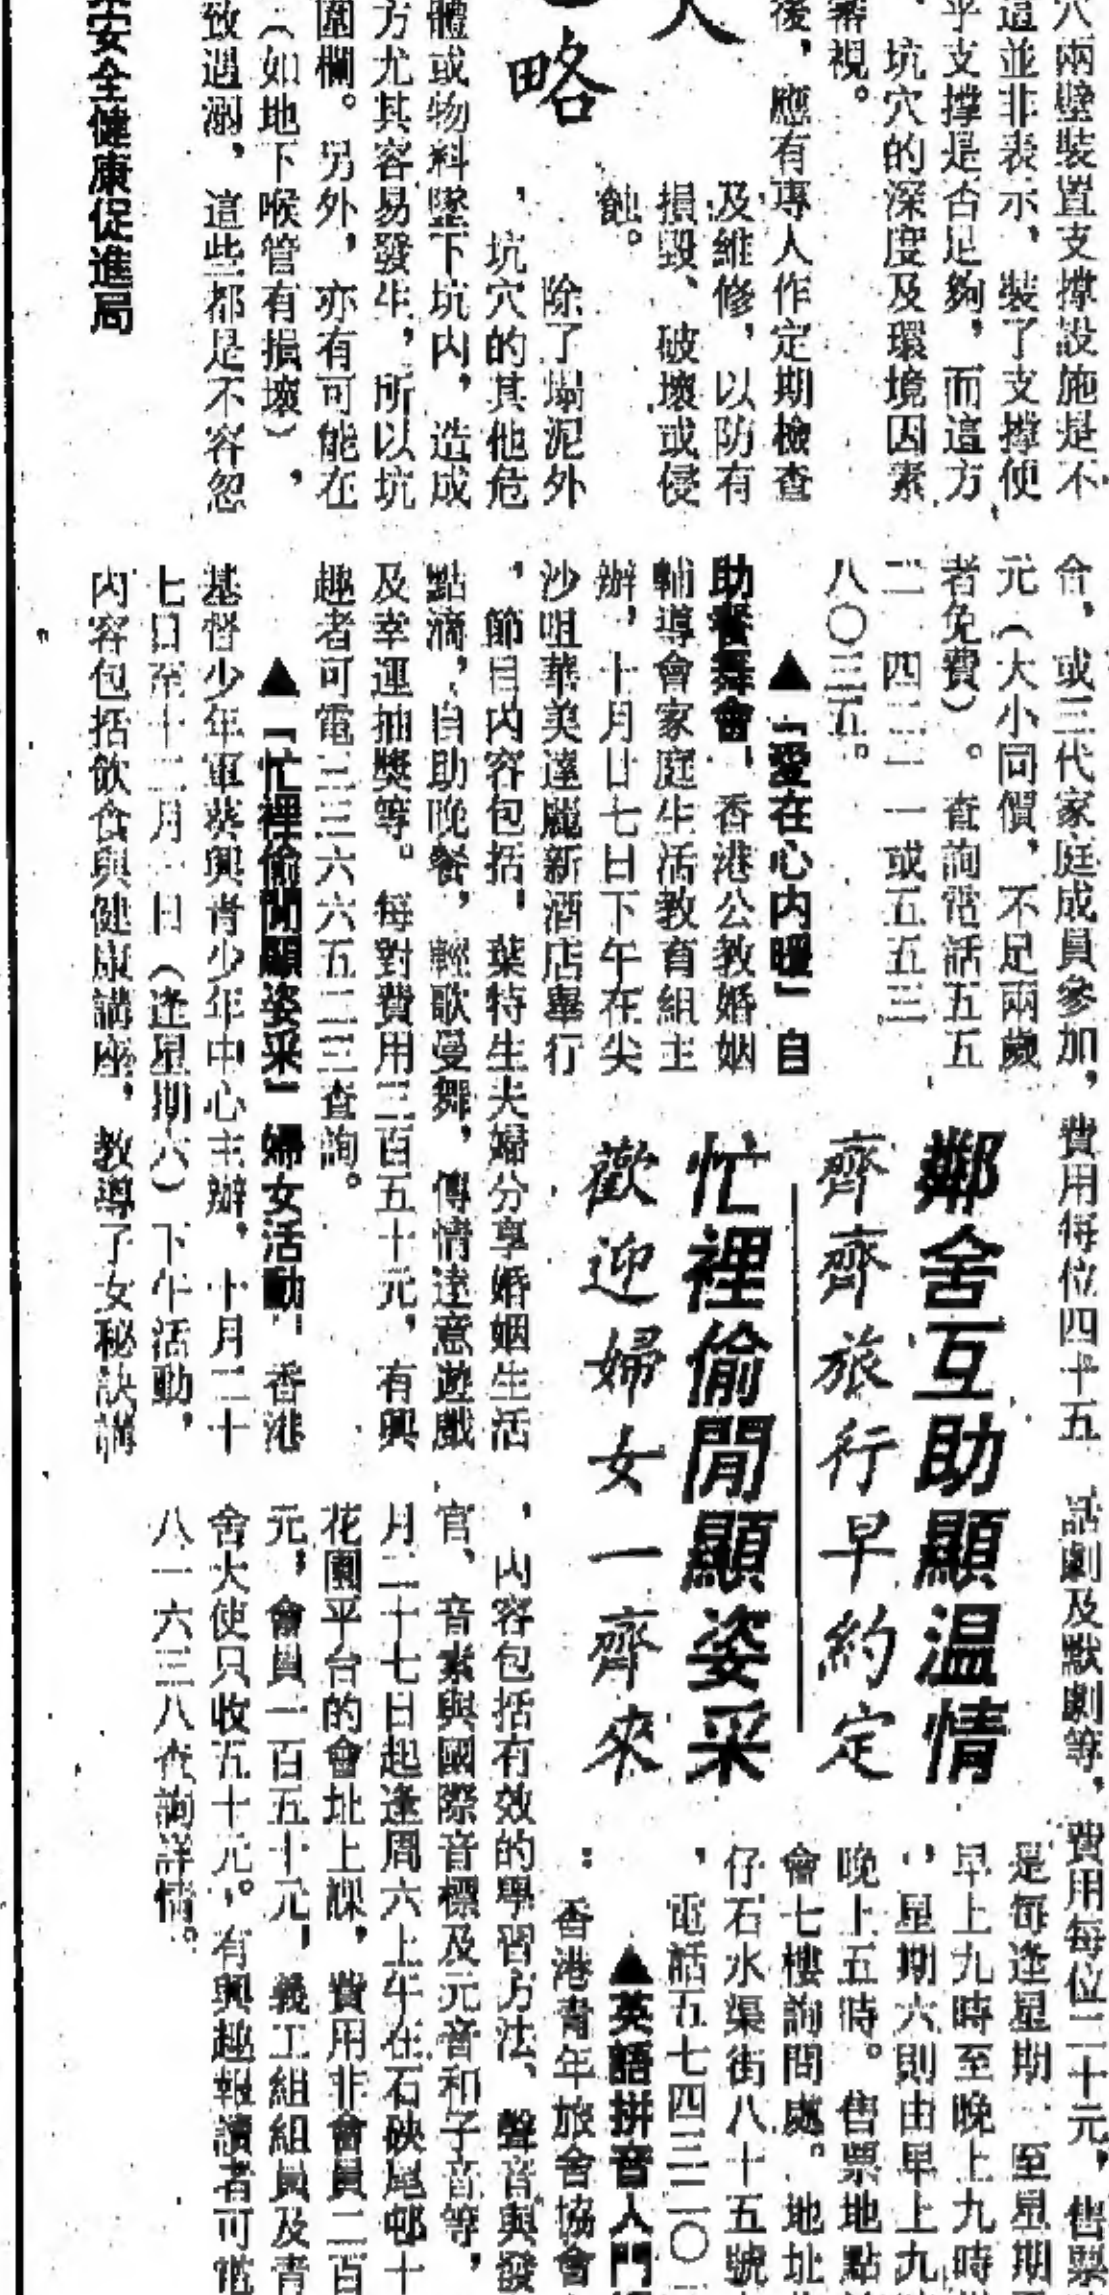 穴兩壁裝置支撐設施是不
這並非表示、裝了支撐便
乎支撐是否足夠，而這方
、坑穴的深度及環境因素
審視。
後，應有專人作定期檢查
及維修，以防有
損毀、破壞或侵
蝕。
人
略
除了塌泥外
，坑穴的其他危
體或物料墜下坑內，造成
方尤其容易發生，所以坑
圍欄。另外，亦有可能在
（如地下喉管有損壞），
致遇溺，這些都是不容忽
安全健康促進局
合，或三代家庭成員參加，費用每位四十五
元（大小同價，不足兩歲
者免費）。查詢電話五五
二一四二二一或五五三
八〇三五。
▲「愛在心內暖」自
助餐舞會，香港公教婚姻
輔導會家庭生活教育組主
辦，十月廿七日下午在尖
沙咀華美達麗新酒店舉行
，節目內容包括，葉特生夫婦分享婚姻生活
點滴，自助晚餐，輕歌曼舞，傳情達意遊戲
及幸運抽獎等。每對費用三百五十元，有興
趣者可電三三六六五二三查詢。
▲「忙裡偷閒顯姿采」婦女活動，香港
基督少年軍葵興青少年中心主辦，十月二十
七日至十二月一日（逢星期六）下午活動，
內容包括飲食與健康講座，教導子女秘訣講
鄰舍互助顯温情
齊齊旅行早約定
忙裡偷閒顯姿采
歡迎婦女一齊來
話劇及默劇等，費用每位二十元，售票
是每逢星期一至星期
早上九時至晚上九時
，星期六則由早上九
晚上五時。售票地點
會七樓詢問處。地址
仔石水渠街八十五號
，電話五七四三二〇
▲英語拼音入門
：香港青年旅舍協會
，內容包括有效的學習方法、聲音與發
官、音素與國際音標及元音和子音等，
月二十七日起逢周六上午在石硤尾邨十
花園平台的會址上課，費用非會員二百
元，會員一百五十元，義工組組員及青
舍大使只收五十元。有興趣報讀者可電
八一六三八查詢詳情。